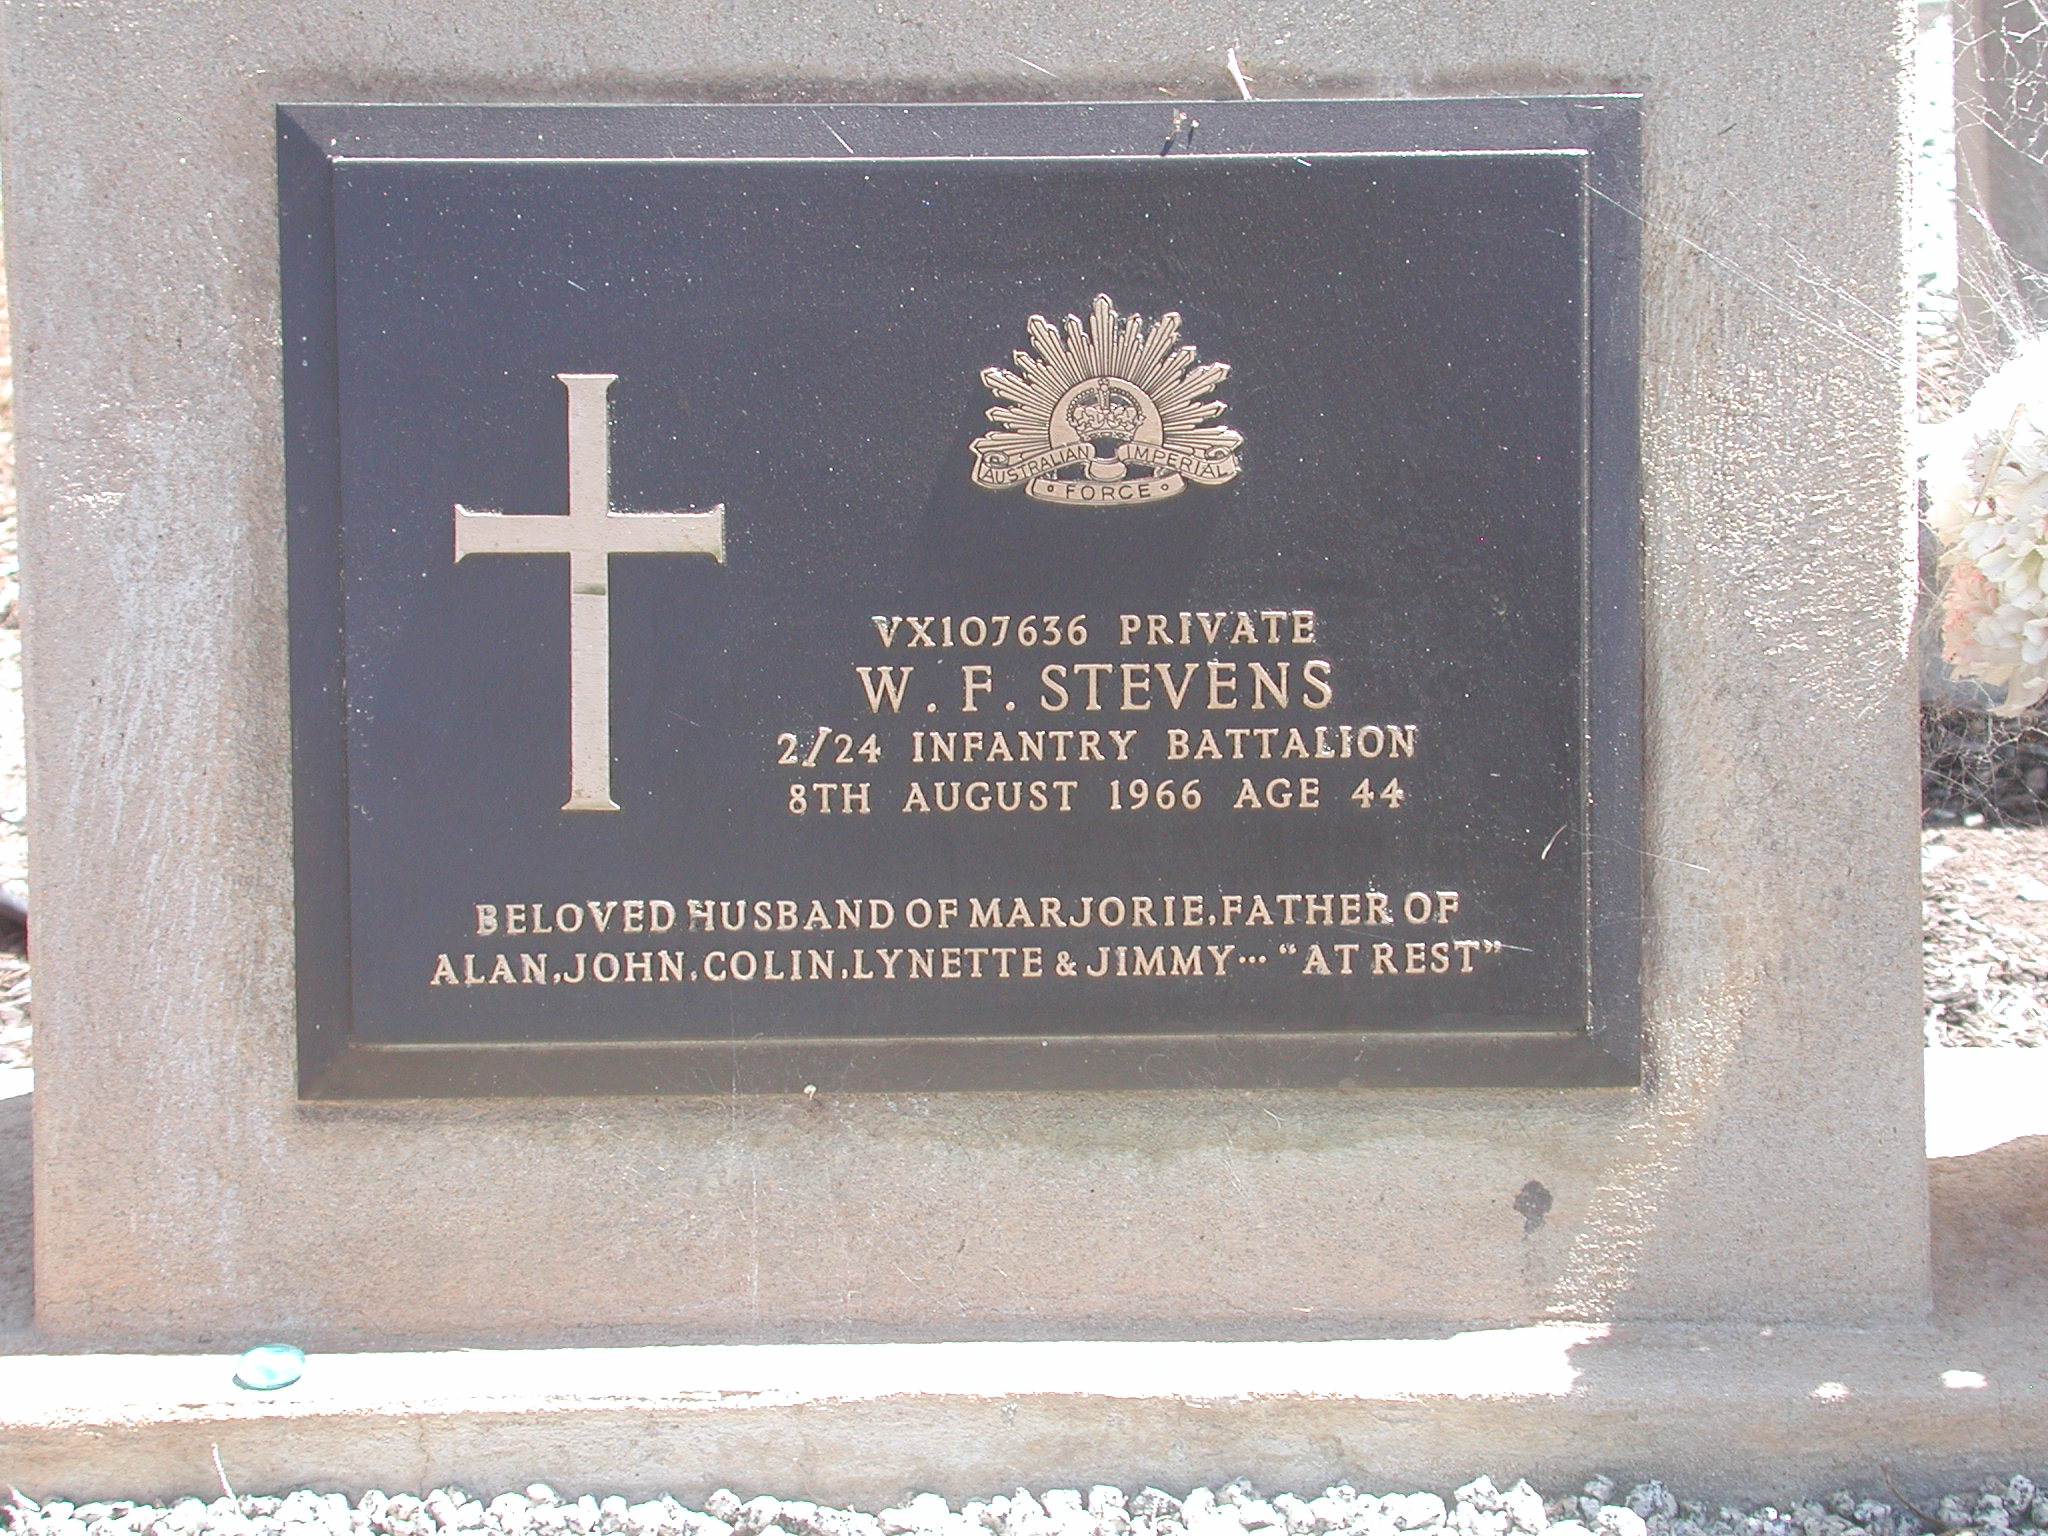 AUSTRALIAN IMPERIAL
FORCE
VX107636 PRIVATE
W. F. STEVENS
2/24 INFANTRY BATTALION
8TH AUGUST 1966 AGE 44
BELOVED HUSBAND OF MARJORIE, FATHER OF
ALAN, JOHN, COLIN, LYNETTE & JIMMY... "AT REST"